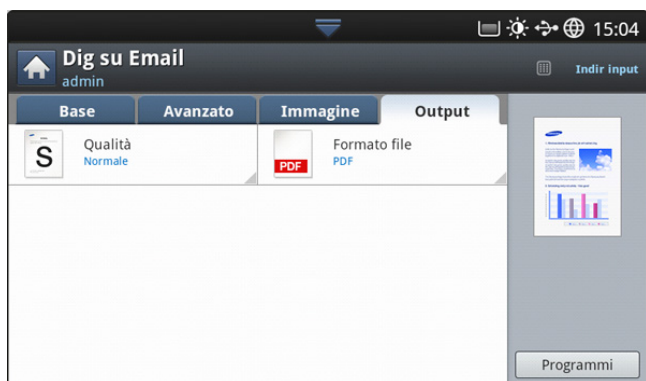 15:04
Dig su Email
admin
Indir input
Base
Avanzato
Immagine
Output
S
Qualità
Normale
PDF
Formato file
PDF
Programmi